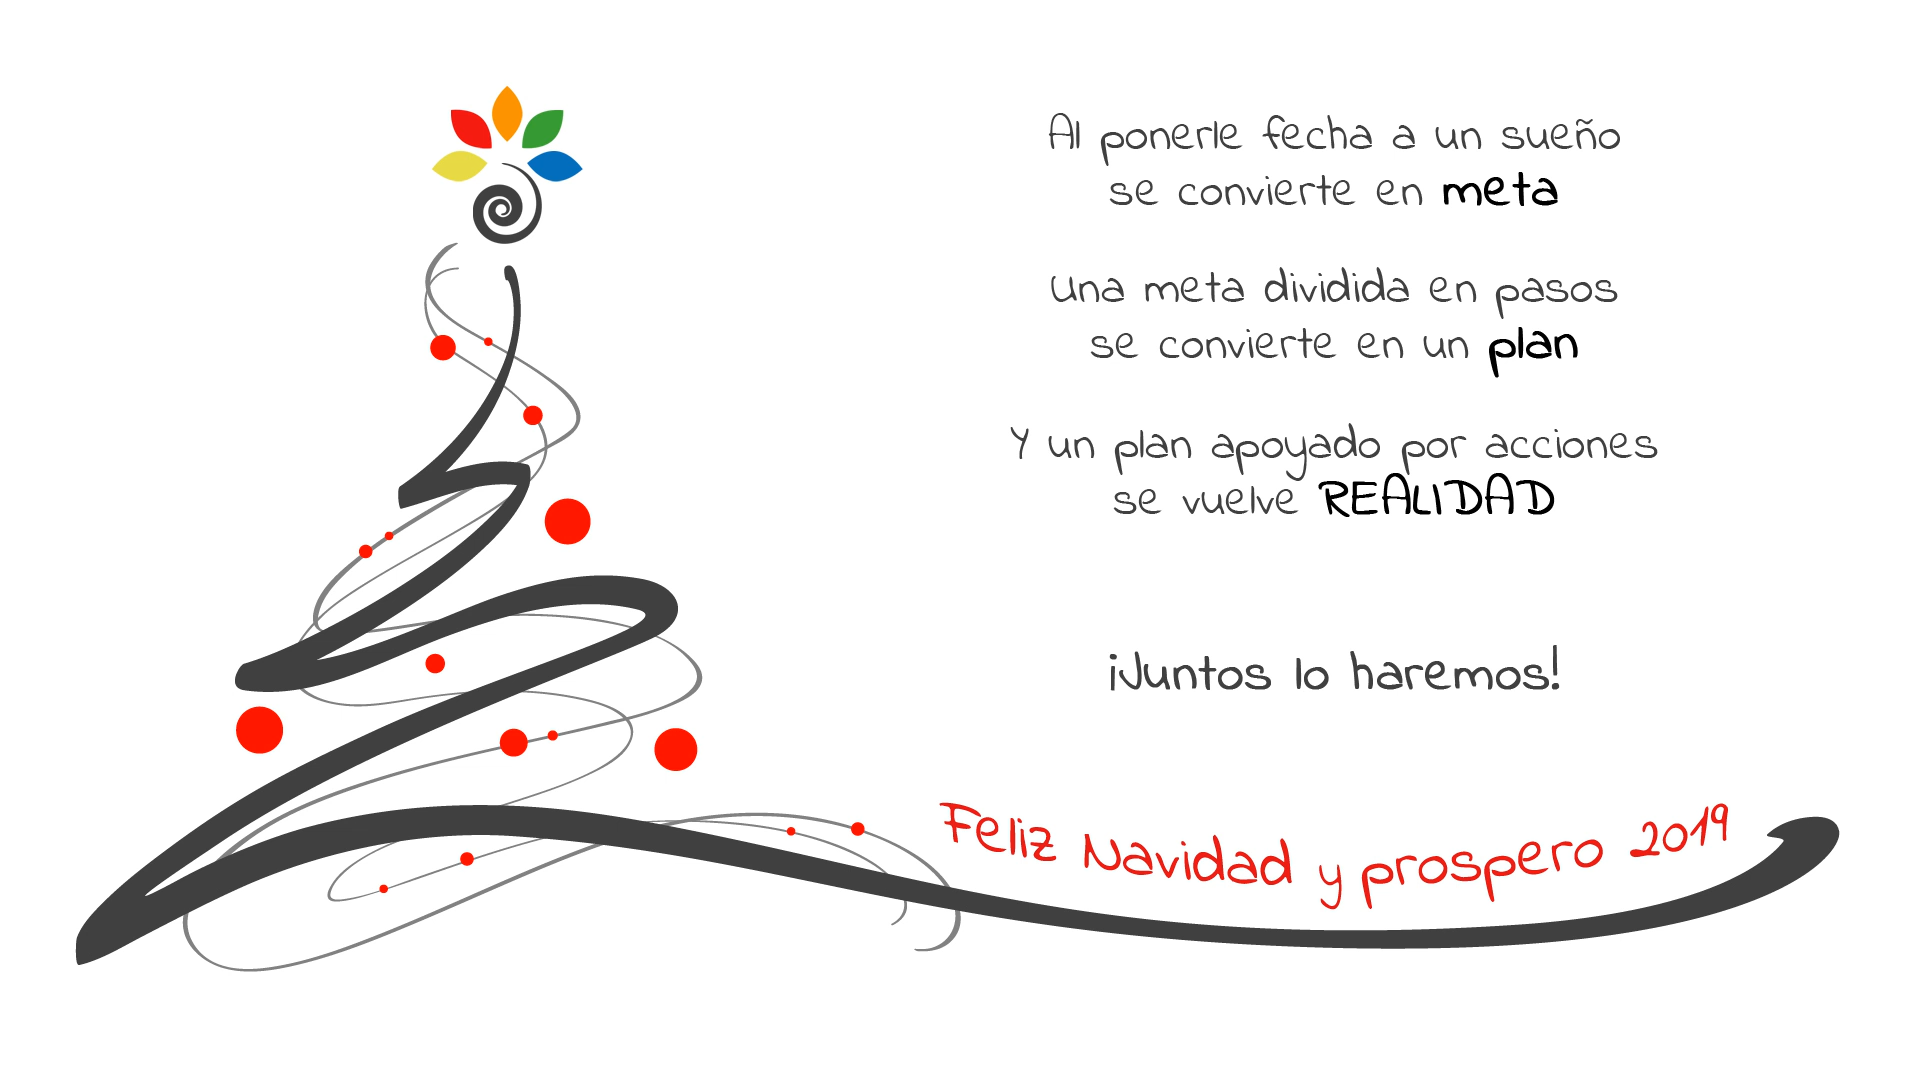 Al ponerle fecha a un sueño
se convierte en meta
Una meta dividida en pasos
se convierte en un plan
Y un plan apoyado por acciones
se vuelve REALIDAD
¡Juntos lo haremos!
Feliz Navidad y prospero 2019